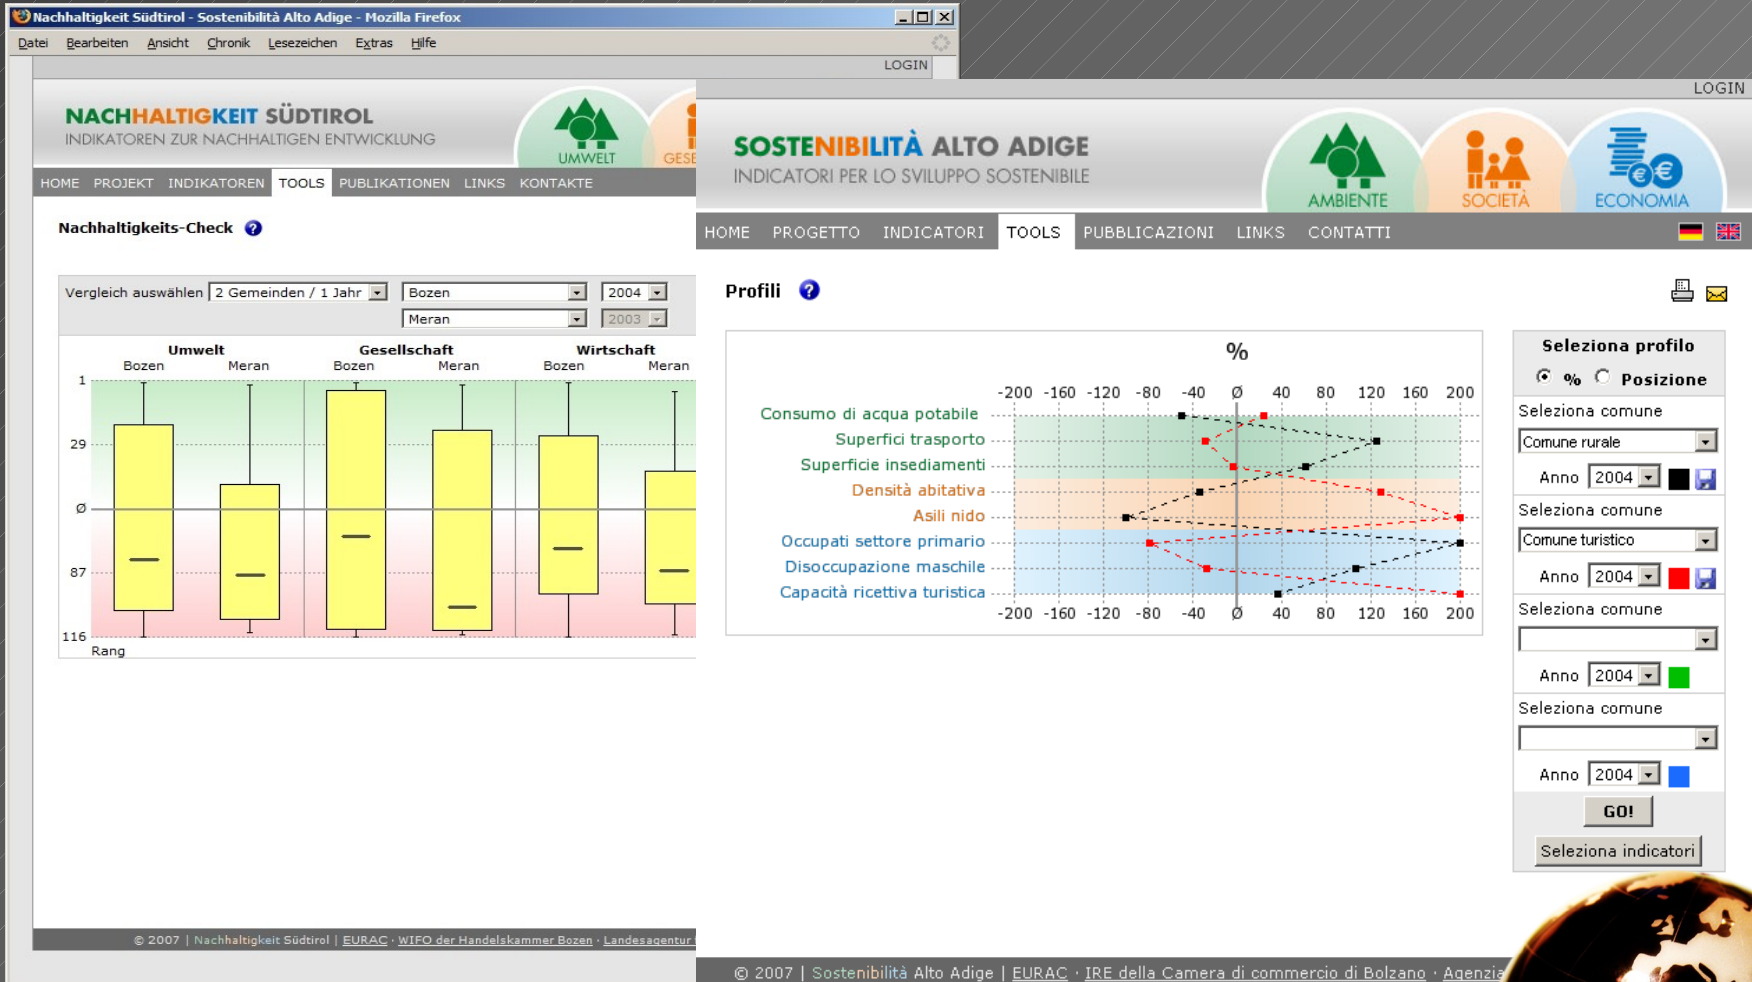 Nachhaltigkeit Südtirol - Sostenibilità Alto Adige - Mozilla Firefox
Datei Bearbeiten Ansicht Chronik Lesezeichen Extras Hilfe
LOGIN
NACHHALTIGKEIT SÜDTIROL
INDIKATOREN ZUR NACHHALTIGEN ENTWICKLUNG
UMWELT
HOME PROJEKT INDIKATOREN TOOLS PUBLIKATIONEN LINKS KONTAKTE
Nachhaltigkeits-Check ?
Vergleich auswählen 2 Gemeinden / 1 Jahr Bozen 2004
Meran 2003
Umwelt Gesellschaft Wirtschaft
Bozen Meran Bozen Meran Bozen Meran
1
29
Ø
87
116
Rang
© 2007 | Nachhaltigkeit Südtirol | EURAC · WIFO der Handelskammer Bozen · Landesagentur
LOGIN
SOSTENIBILITÀ ALTO ADIGE
INDICATORI PER LO SVILUPPO SOSTENIBILE
AMBIENTE SOCIETÀ ECONOMIA
HOME PROGETTO INDICATORI TOOLS PUBBLICAZIONI LINKS CONTATTI
Profili ?
%
-200 -160 -120 -80 -40 Ø 40 80 120 160 200
Consumo di acqua potabile
Superfici trasporto
Superficie insediamenti
Densità abitativa
Asili nido
Occupati settore primario
Disoccupazione maschile
Capacità ricettiva turistica
-200 -160 -120 -80 -40 Ø 40 80 120 160 200
Seleziona profilo
% Posizione
Seleziona comune
Comune rurale
Anno 2004
Seleziona comune
Comune turistico
Anno 2004
Seleziona comune
Anno 2004
Seleziona comune
Anno 2004
GO!
Seleziona indicatori
© 2007 | Sostenibilità Alto Adige | EURAC · IRE della Camera di commercio di Bolzano · Agenzia